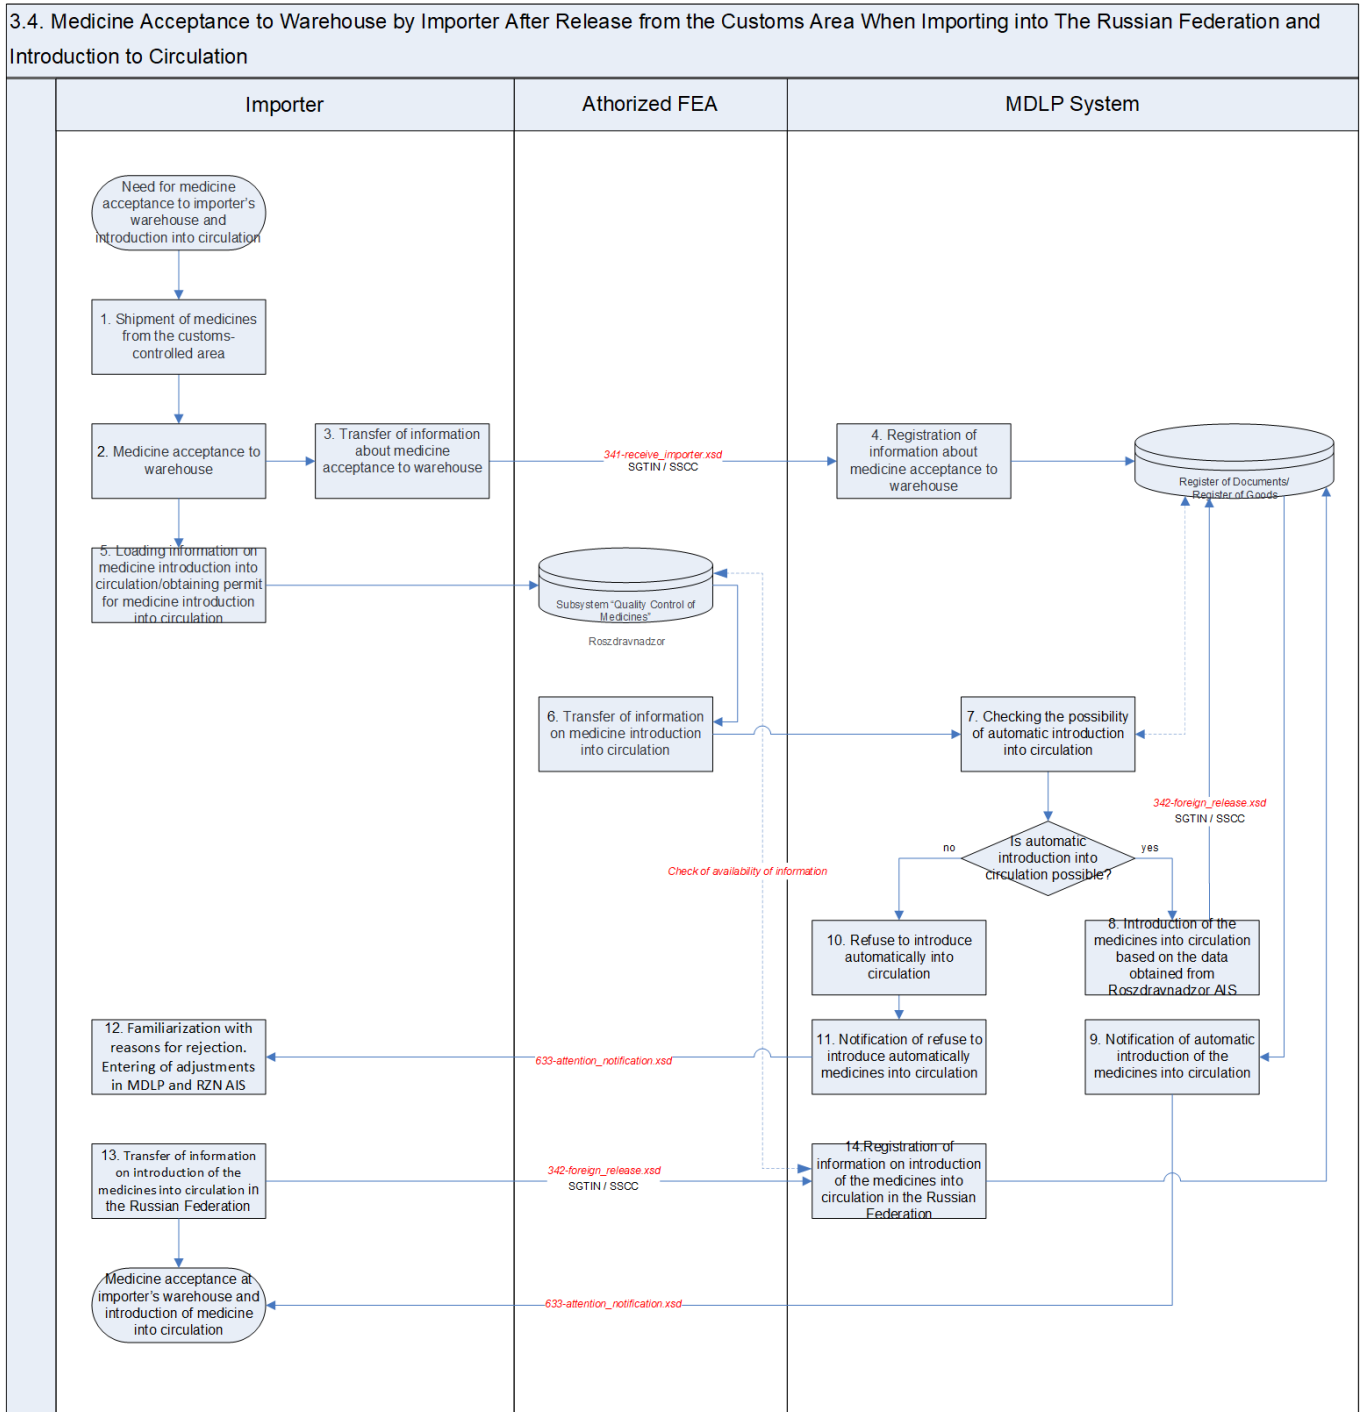 3.4. Medicine Acceptance to Warehouse by Importer After Release from the Customs Area When Importing into The Russian Federation and
Introduction to Circulation
Importer
Athorized FEA
MDLP System
Need for medicine
acceptance to importer's
warehouse and
introduction into circulation
1. Shipment of medicines
from the customs-
controlled area
2. Medicine acceptance to
warehouse
3. Transfer of information
about medicine
acceptance to warehouse
341-receive_importer.xsd
SGTIN / SSCC
4. Registration of
information about
medicine acceptance to
warehouse
Register of Documents/
Register of Goods
5. Loading information on
medicine introduction into
circulation/obtaining permit
for medicine introduction
into circulation
Subsystem "Quality Control of
Medicines"
Roszdravnadzor
6. Transfer of information
on medicine introduction
into circulation
7. Checking the possibility
of automatic introduction
into circulation
342-foreign_release.xsd
SGTIN / SSCC
no
Is automatic
introduction into
circulation possible?
yes
Check of availability of information
10. Refuse to introduce
automatically into
circulation
8. Introduction of the
medicines into circulation
based on the data
obtained from
Roszdravnadzor AIS
12. Familiarization with
reasons for rejection.
Entering of adjustments
in MDLP and RZN AIS
633-attention_notification.xsd
11. Notification of refuse to
introduce automatically
medicines into circulation
9. Notification of automatic
introduction of the
medicines into circulation
13. Transfer of information
on introduction of the
medicines into circulation in
the Russian Federation
342-foreign_release.xsd
SGTIN / SSCC
14.Registration of
information on introduction
of the medicines into
circulation in the Russian
Federation
Medicine acceptance at
importer's warehouse and
introduction of medicine
into circulation
633-attention_notification.xsd